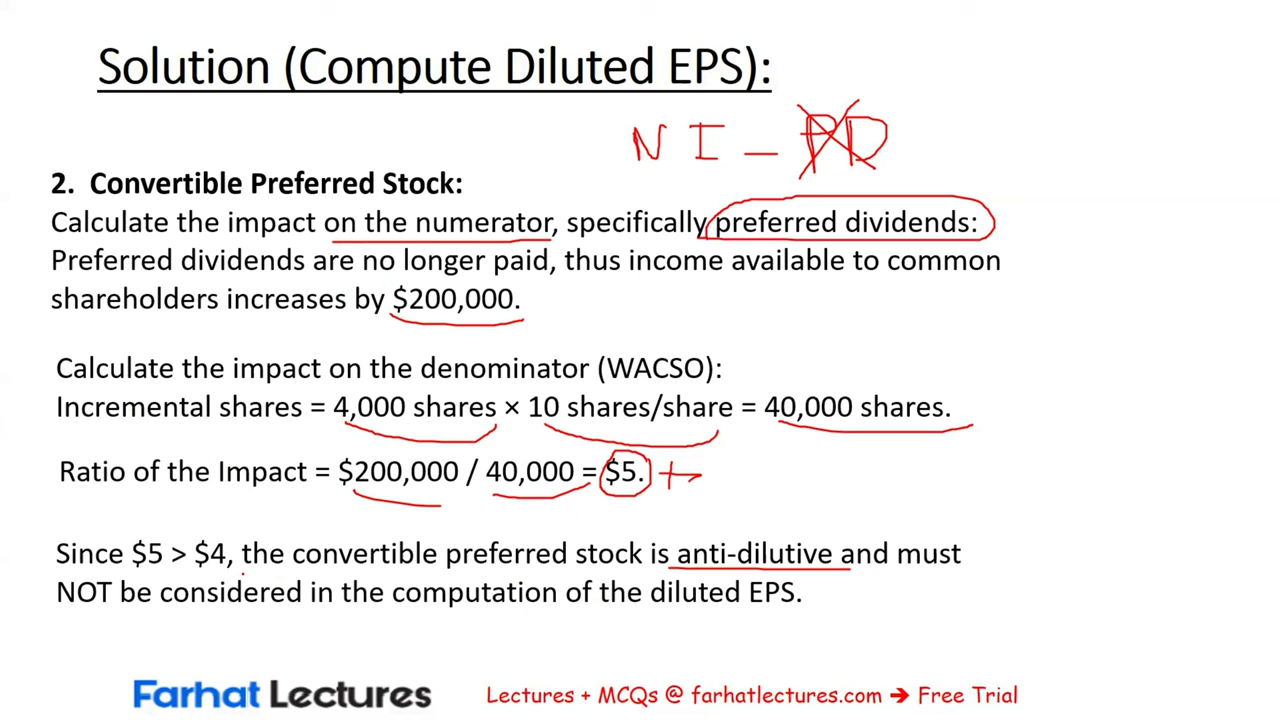 Solution (Compute Diluted EPS):
N I - PD
2. Convertible Preferred Stock:
Calculate the impact on the numerator, specifically preferred dividends:
Preferred dividends are no longer paid, thus income available to common
shareholders increases by $200,000.
Calculate the impact on the denominator (WACSO):
Incremental shares = 4,000 shares × 10 shares/share = 40,000 shares.
Ratio of the Impact = $200,000 / 40,000 = $5.
Since $5 > $4, the convertible preferred stock is anti-dilutive and must
NOT be considered in the computation of the diluted EPS.
Farhat Lectures
Lectures + MCQs @ farhatlectures.com → Free Trial